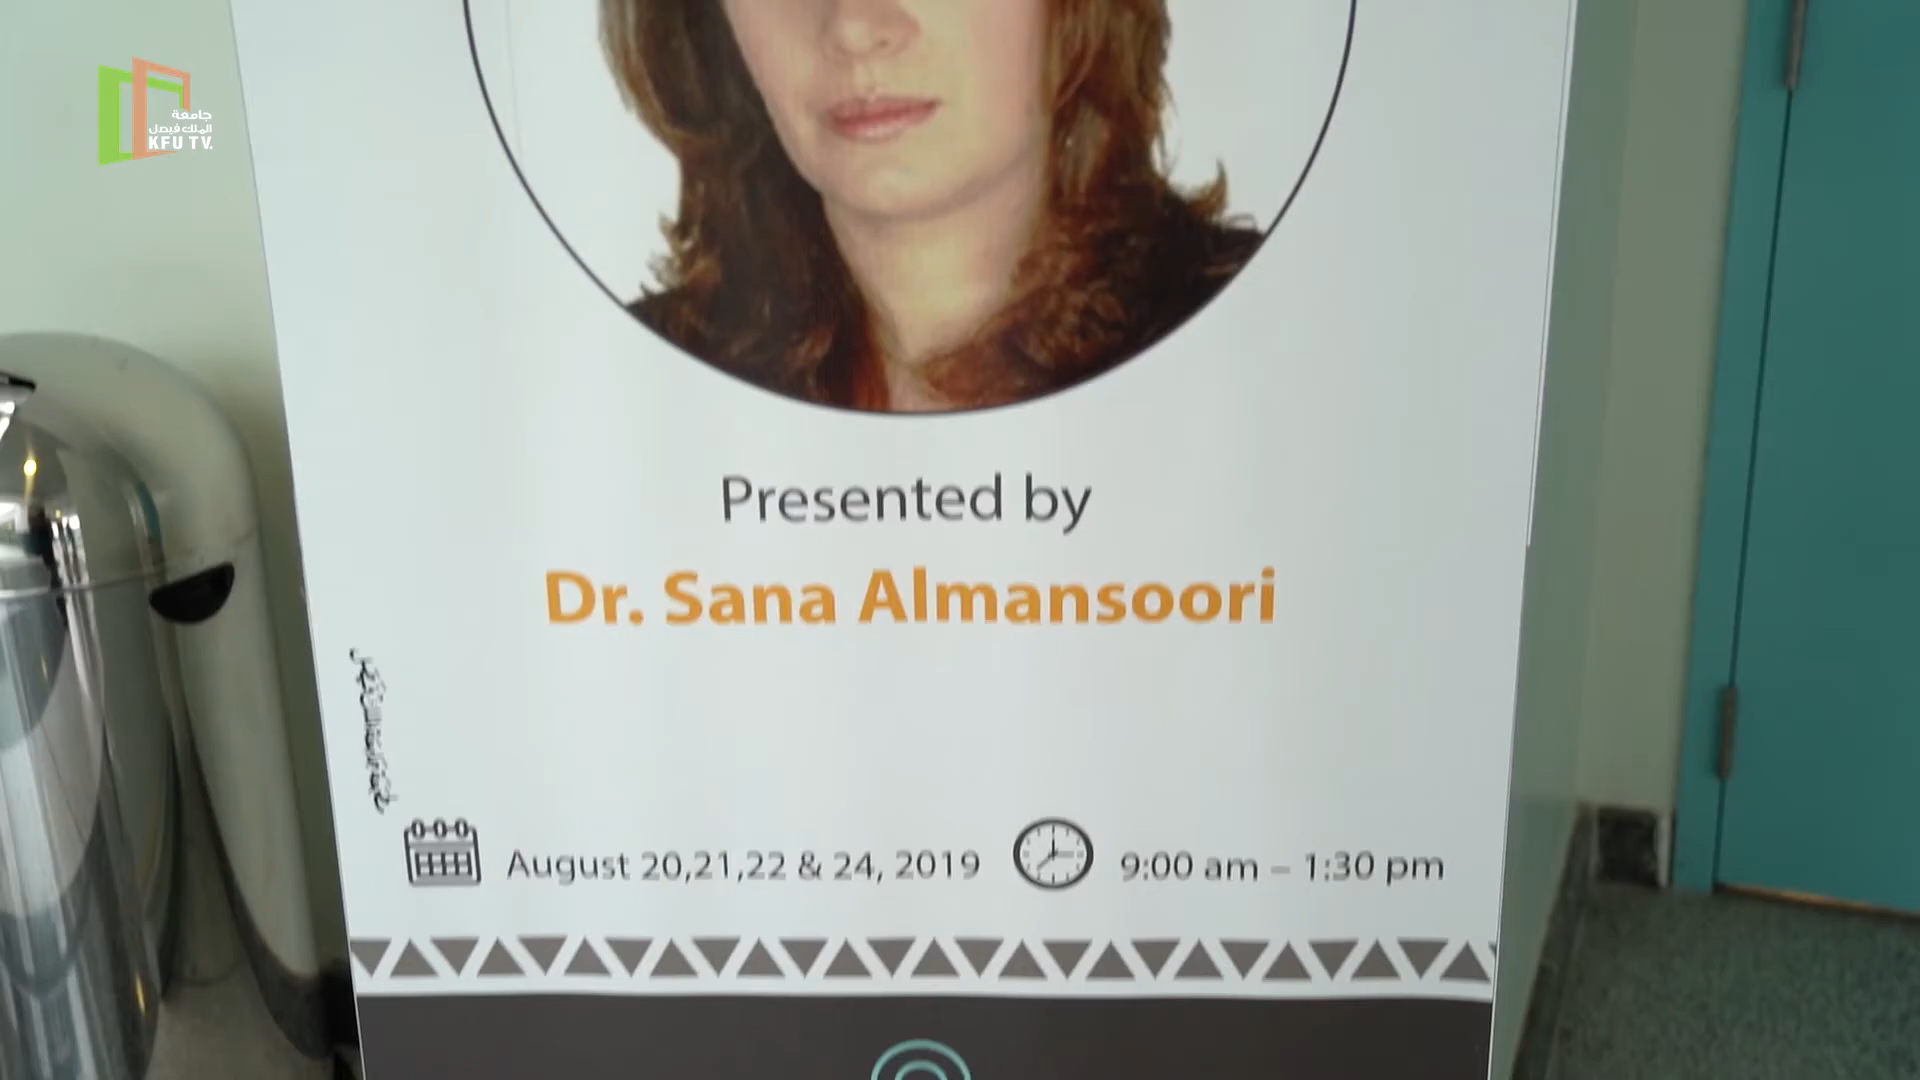 جامعة
الملك فيصل
KFU TV.
Presented by
Dr. Sana Almansoori
August 20,21,22 & 24, 2019
9:00 am – 1:30 pm